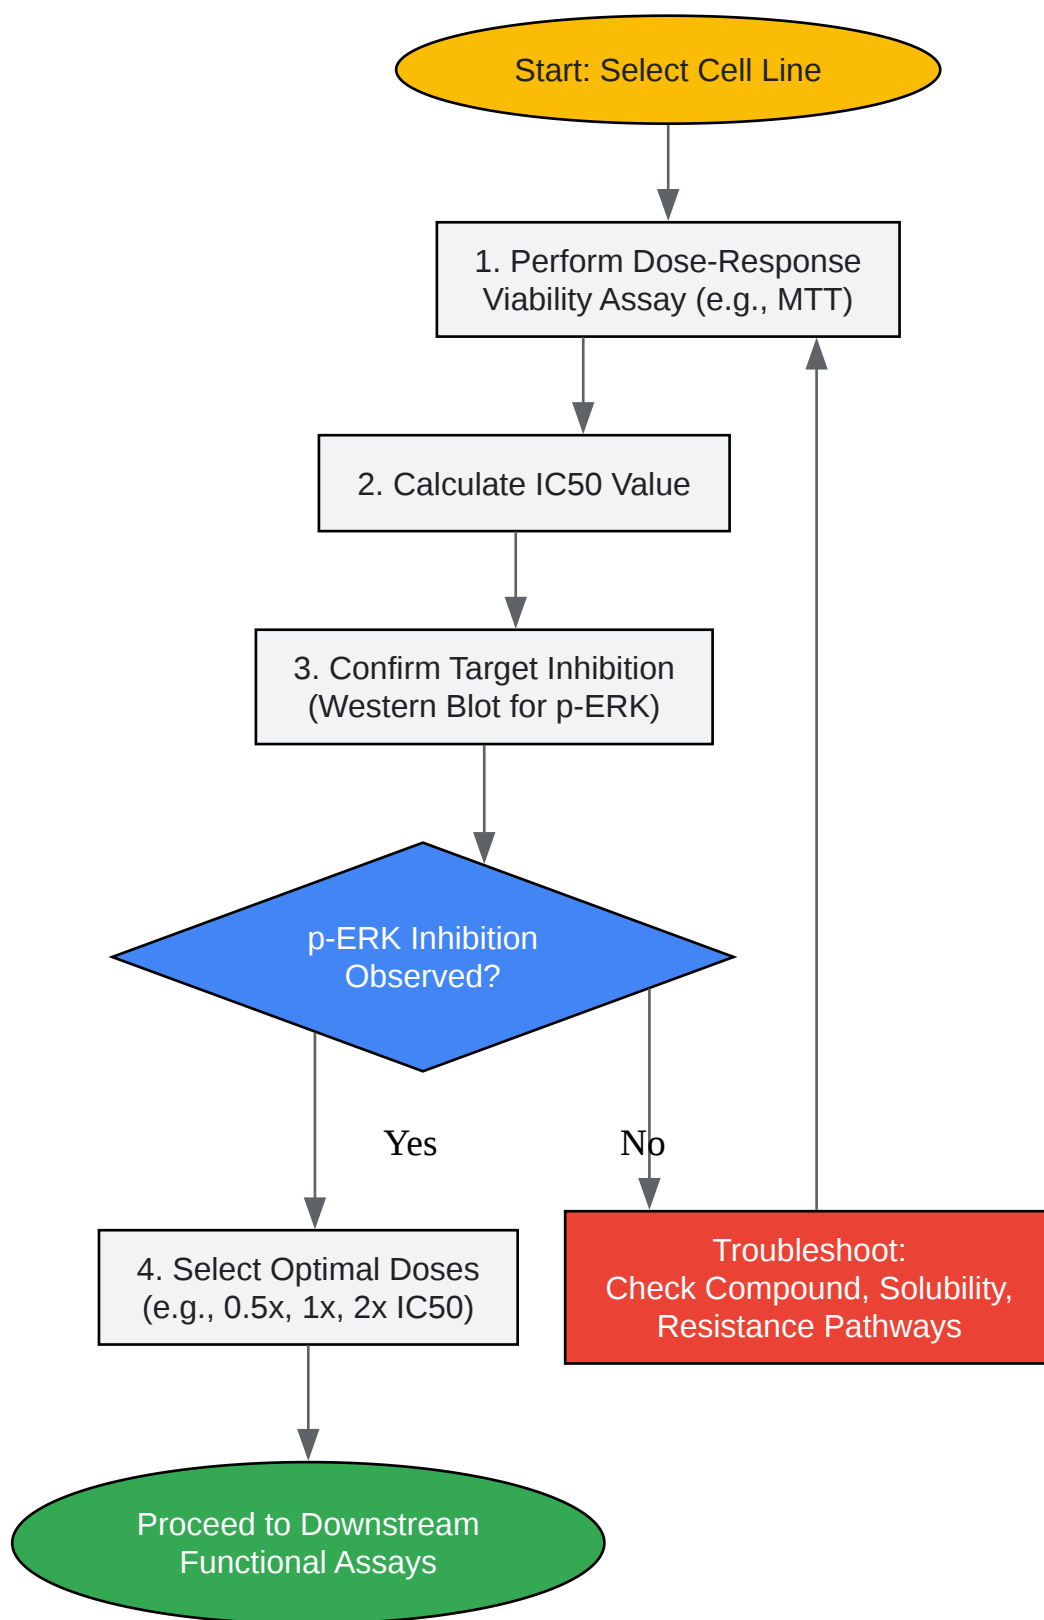 Start: Select Cell Line
1. Perform Dose-Response
Viability Assay (e.g., MTT)
2. Calculate IC50 Value
3. Confirm Target Inhibition
(Western Blot for p-ERK)
p-ERK Inhibition
Observed?
Yes
No
4. Select Optimal Doses
(e.g., 0.5x, 1x, 2x IC50)
Troubleshoot:
Check Compound, Solubility,
Resistance Pathways
Proceed to Downstream
Functional Assays